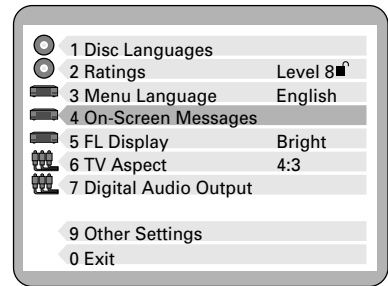 1 Disc Languages
2 Ratings Level 8
3 Menu Language English
4 On-Screen Messages
5 FL Display Bright
6 TV Aspect 4:3
7 Digital Audio Output
9 Other Settings
0 Exit